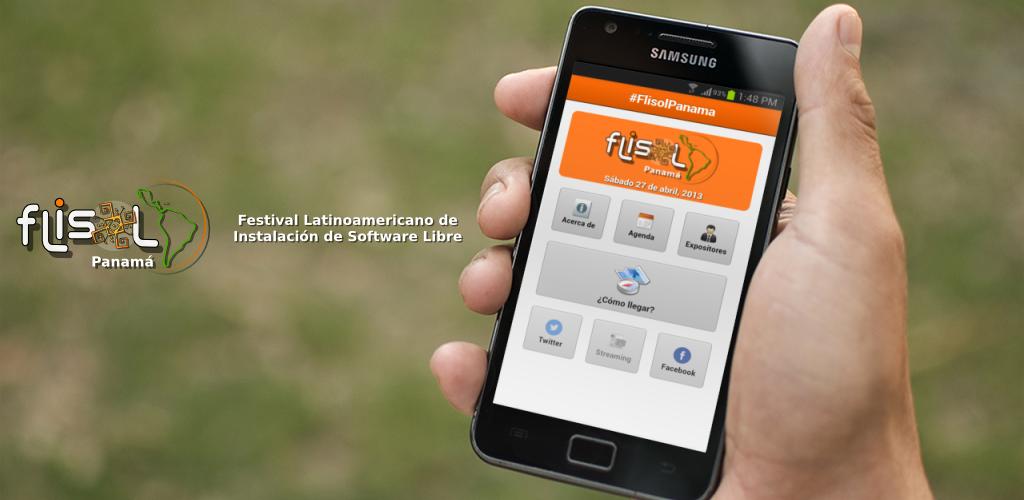 flisol
Panamá
Festival Latinoamericano de
Instalación de Software Libre
SAMSUNG
93% 1:48 PM
#FlisolPanama
flisol
Panamá
Sábado 27 de abril, 2013
Acerca de
Agenda
Expositores
¿Cómo llegar?
Twitter
Streaming
Facebook